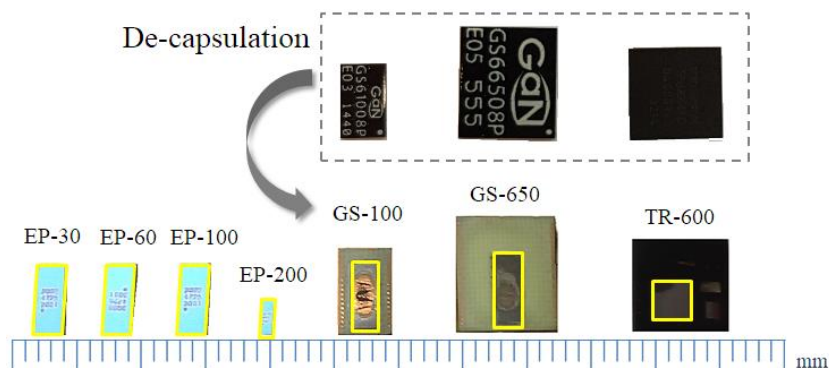 De-capsulation
GaN
GS61008P
E03 1440
GaN
GS66508P
E05 555
GS-650
GS-100
TR-600
EP-30
EP-60
EP-100
EP-200
mm